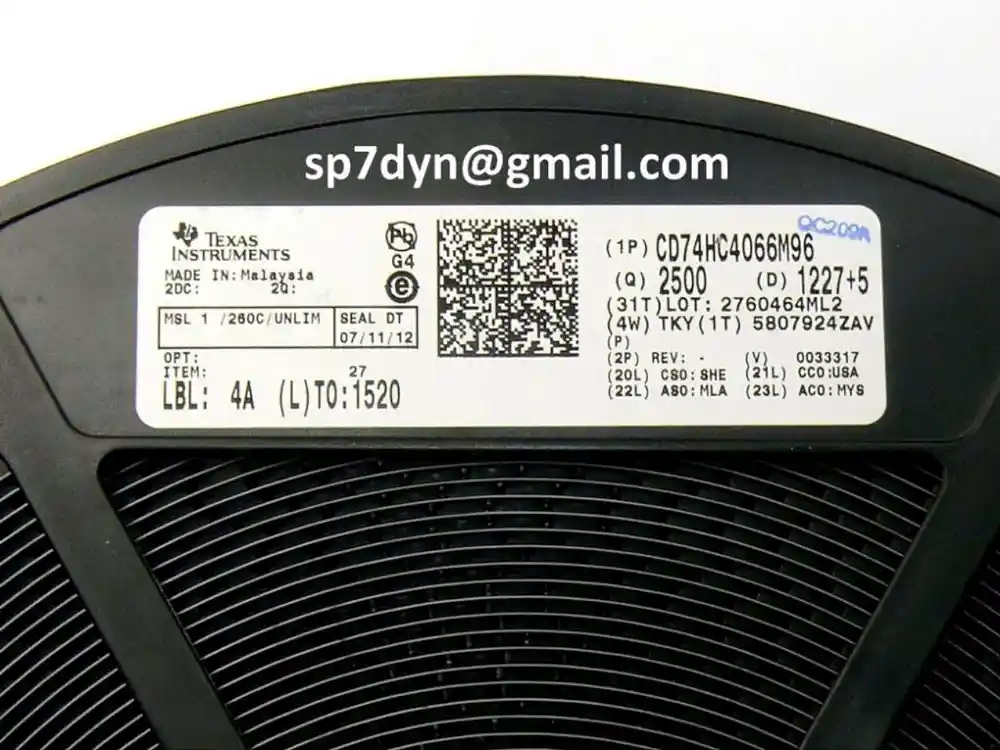 sp7dyn@gmail.com
TEXAS
INSTRUMENTS
MADE IN: Malaysia
2DC: 2Q:
MSL 1 /260C/UNLIM
SEAL DT
07/11/12
OPT:
ITEM: 27
LBL: 4A (L)TO:1520
Pb
G4
e
QC209A
(1P) CD74HC4066M96
(Q) 2500 (D) 1227+5
(31T)LOT: 2760464ML2
(4W) TKY(1T) 5807924ZAV
(P)
(2P) REV: - (V) 0033317
(20L) CSO:SHE (21L) CCO:USA
(22L) ASO:MLA (23L) ACO:MYS